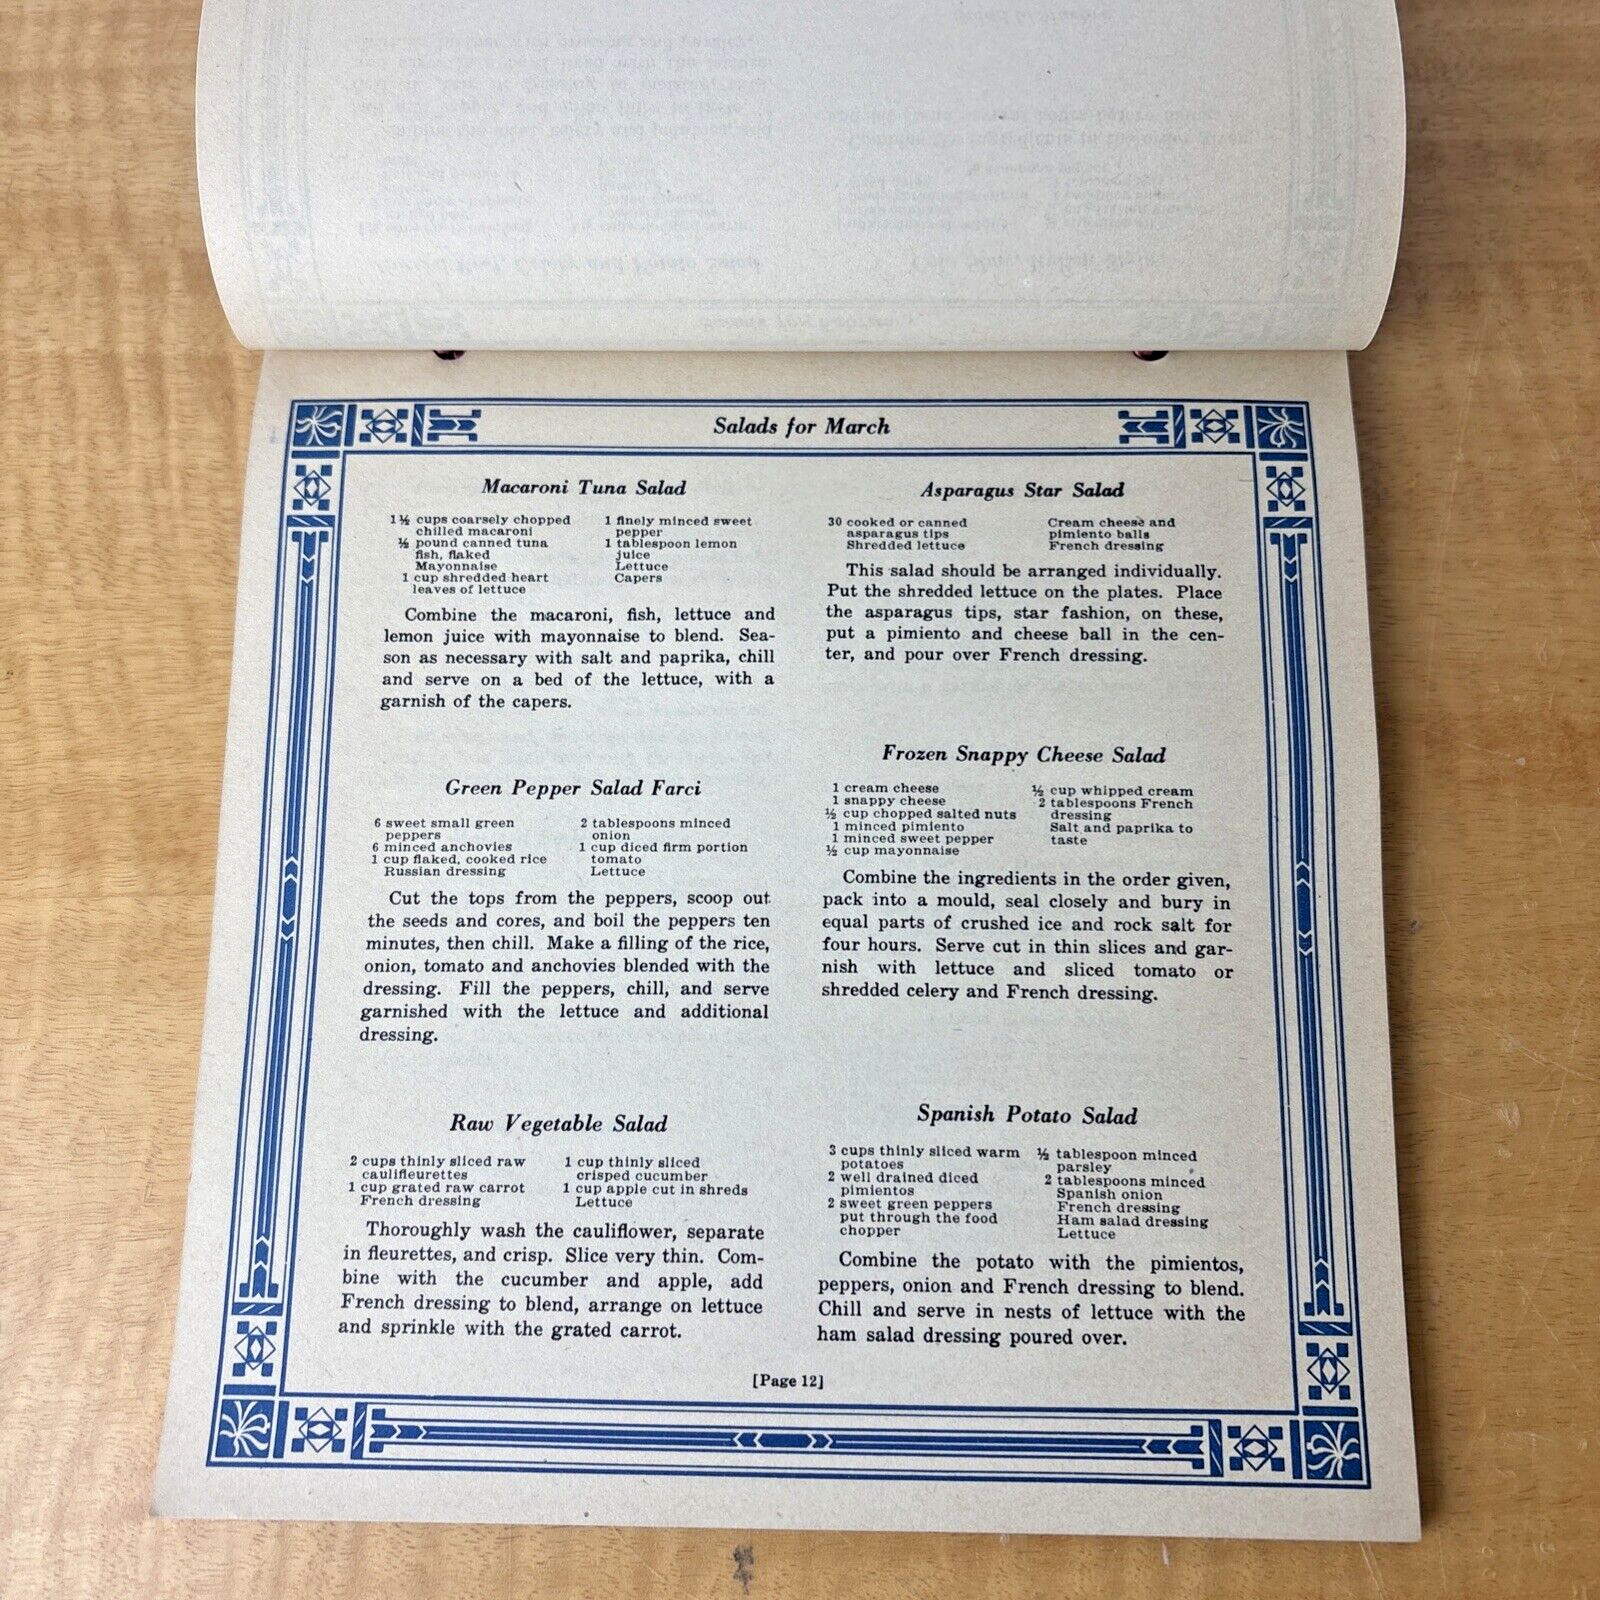 Salads for March
Macaroni Tuna Salad
1½ cups coarsely chopped
chilled macaroni
½ pound canned tuna
fish, flaked
Mayonnaise
1 cup shredded heart
leaves of lettuce
1 finely minced sweet
pepper
1 tablespoon lemon
juice
Lettuce
Capers
Combine the macaroni, fish, lettuce and
lemon juice with mayonnaise to blend. Sea-
son as necessary with salt and paprika, chill
and serve on a bed of the lettuce, with a
garnish of the capers.
Green Pepper Salad Farci
6 sweet small green
peppers
6 minced anchovies
1 cup flaked, cooked rice
Russian dressing
2 tablespoons minced
onion
1 cup diced firm portion
tomato
Lettuce
Cut the tops from the peppers, scoop out
the seeds and cores, and boil the peppers ten
minutes, then chill. Make a filling of the rice,
onion, tomato and anchovies blended with the
dressing. Fill the peppers, chill, and serve
garnished with the lettuce and additional
dressing.
Raw Vegetable Salad
2 cups thinly sliced raw
caulifleurettes
1 cup grated raw carrot
French dressing
1 cup thinly sliced
crisped cucumber
1 cup apple cut in shreds
Lettuce
Thoroughly wash the cauliflower, separate
in fleurettes, and crisp. Slice very thin. Com-
bine with the cucumber and apple, add
French dressing to blend, arrange on lettuce
and sprinkle with the grated carrot.
Asparagus Star Salad
30 cooked or canned
asparagus tips
Shredded lettuce
Cream cheese and
pimiento balls
French dressing
This salad should be arranged individually.
Put the shredded lettuce on the plates. Place
the asparagus tips, star fashion, on these,
put a pimiento and cheese ball in the cen-
ter, and pour over French dressing.
Frozen Snappy Cheese Salad
1 cream cheese
1 snappy cheese
½ cup chopped salted nuts
1 minced pimiento
1 minced sweet pepper
½ cup mayonnaise
½ cup whipped cream
2 tablespoons French
dressing
Salt and paprika to
taste
Combine the ingredients in the order given,
pack into a mould, seal closely and bury in
equal parts of crushed ice and rock salt for
four hours. Serve cut in thin slices and gar-
nish with lettuce and sliced tomato or
shredded celery and French dressing.
Spanish Potato Salad
3 cups thinly sliced warm
potatoes
2 well drained diced
pimientos
2 sweet green peppers
put through the food
chopper
½ tablespoon minced
parsley
2 tablespoons minced
Spanish onion
French dressing
Ham salad dressing
Lettuce
Combine the potato with the pimientos,
peppers, onion and French dressing to blend.
Chill and serve in nests of lettuce with the
ham salad dressing poured over.
[Page 12]